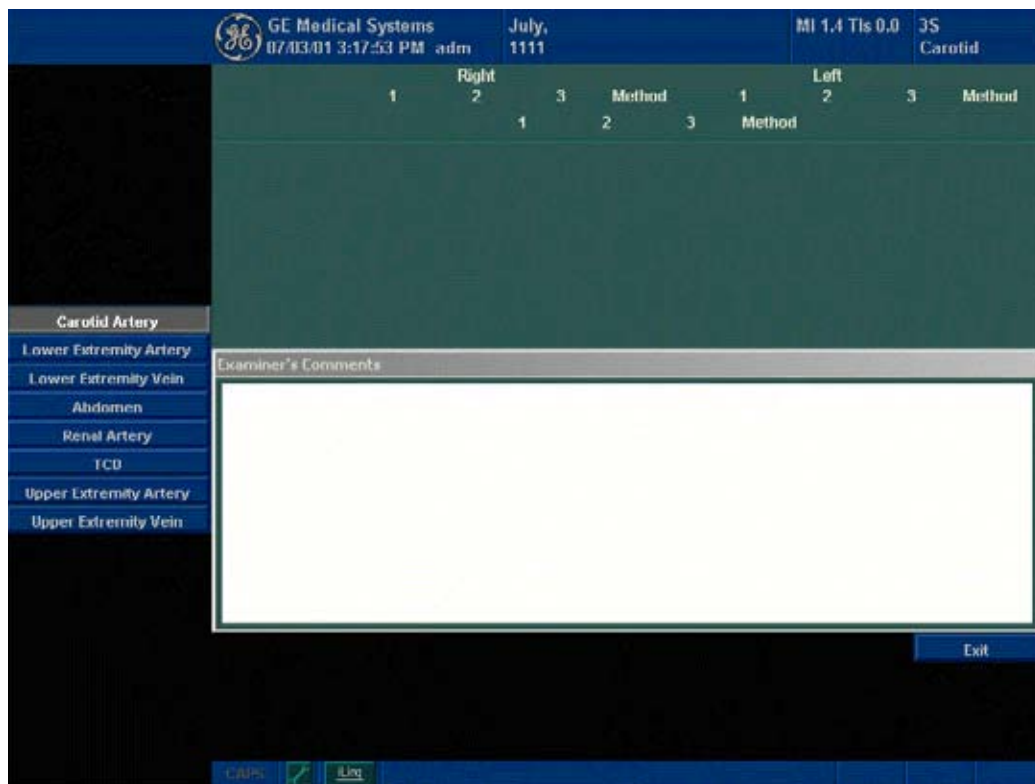 GE Medical Systems July, MI 1.4 TIs 0.0 3S
07/03/01 3:17:53 PM adm 1111 Carotid
Right Left
1 2 3 Method 1 2 3 Method
1 2 3 Method
Carotid Artery
Lower Extremity Artery
Lower Extremity Vein
Abdomen
Renal Artery
TCD
Upper Extremity Artery
Upper Extremity Vein
Examiner's Comments
Exit
CAPS iLinq